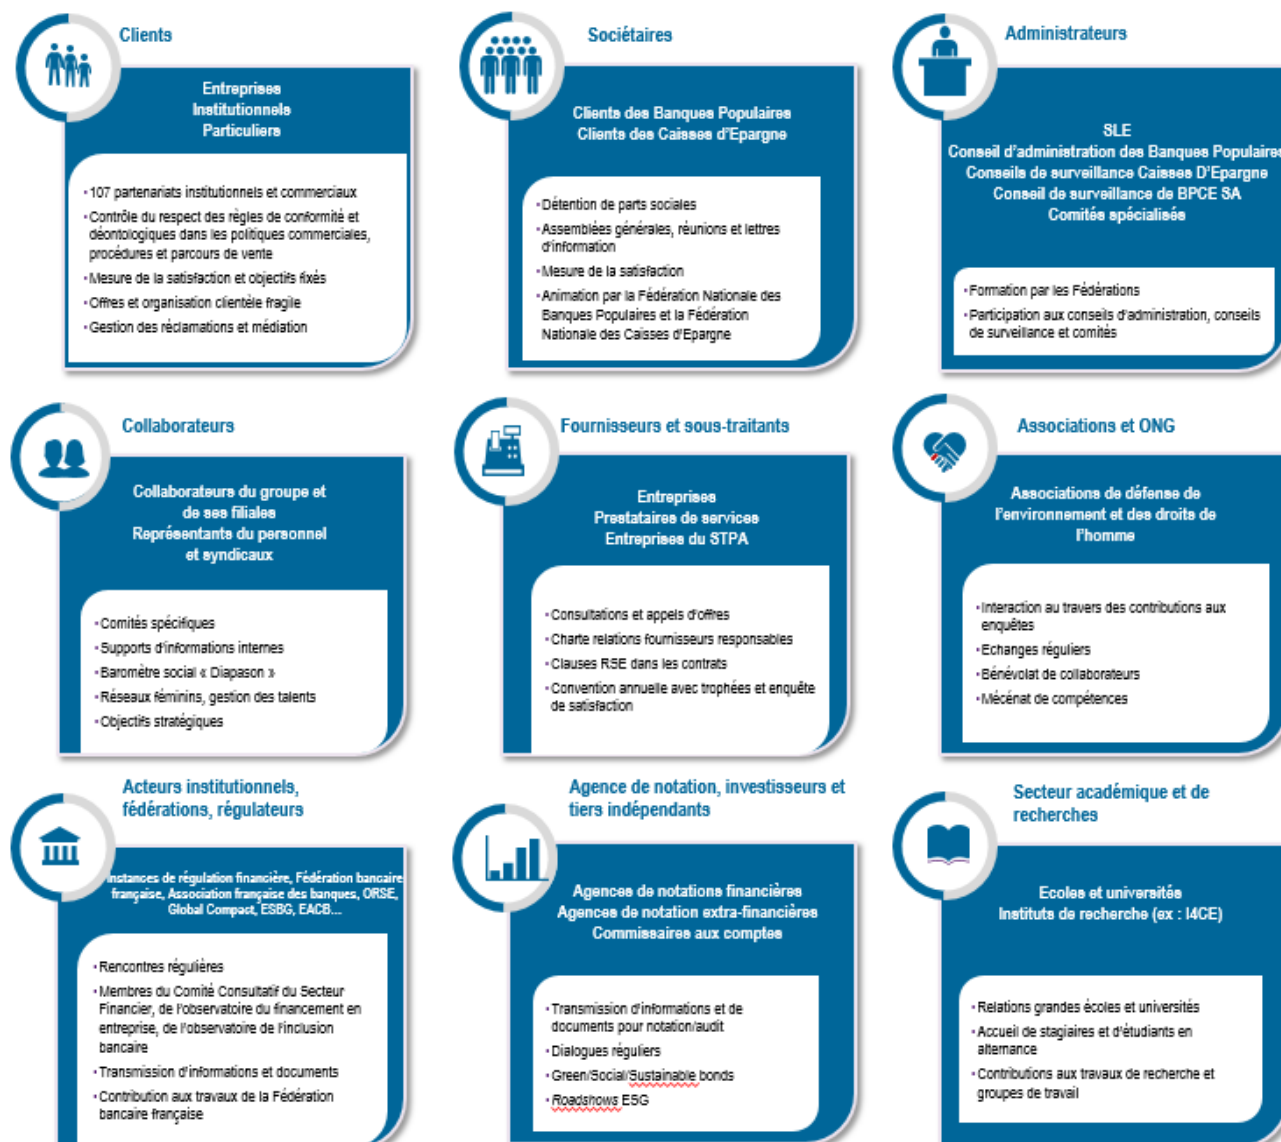 Clients
Entreprises
Institutionnels
Particuliers
107 partenariats institutionnels et commerciaux
Contrôle du respect des règles de conformité et
déontologiques dans les politiques commerciales,
procédures et parcours de vente
Mesure de la satisfaction et objectifs fixés
Offres et organisation clientèle fragile
Gestion des réclamations et médiation
Sociétaires
Clients des Banques Populaires
Clients des Caisses d'Epargne
Détention de parts sociales
Assemblées générales, réunions et lettres
d'information
Mesure de la satisfaction
Animation par la Fédération Nationale des
Banques Populaires et la Fédération
Nationale des Caisses d'Epargne
Administrateurs
SLE
Conseil d'administration des Banques Populaires
Conseils de surveillance Caisses D'Epargne
Conseil de surveillance de BPCE SA
Comités spécialisés
Formation par les Fédérations
Participation aux conseils d'administration, conseils
de surveillance et comités
Collaborateurs
Collaborateurs du groupe et
de ses filiales
Représentants du personnel
et syndicaux
Comités spécifiques
Supports d'informations internes
Baromètre social « Diapason »
Réseaux féminins, gestion des talents
Objectifs stratégiques
Fournisseurs et sous-traitants
Entreprises
Prestataires de services
Entreprises du STPA
Consultations et appels d'offres
Charte relations fournisseurs responsables
Clauses RSE dans les contrats
Convention annuelle avec trophées et enquête
de satisfaction
Associations et ONG
Associations de défense de
l'environnement et des droits de
l'homme
Interaction au travers des contributions aux
enquêtes
Echanges réguliers
Bénévolat de collaborateurs
Mécénat de compétences
Acteurs institutionnels,
fédérations, régulateurs
Instances de régulation financière, Fédération bancaire
française, Association française des banques, ORSE,
Global Compact, ESBG, EACB...
Rencontres régulières
Membres du Comité Consultatif du Secteur
Financier, de l'observatoire du financement en
entreprise, de l'observatoire de l'inclusion
bancaire
Transmission d'informations et documents
Contribution aux travaux de la Fédération
bancaire française
Agence de notation, investisseurs et
tiers indépendants
Agences de notations financières
Agences de notation extra-financières
Commissaires aux comptes
Transmission d'informations et de
documents pour notation/audit
Dialogues réguliers
Green/Social/Sustainable bonds
Roadshows ESG
Secteur académique et de
recherches
Ecoles et universités
Instituts de recherche (ex : I4CE)
Relations grandes écoles et universités
Accueil de stagiaires et d'étudiants en
alternance
Contributions aux travaux de recherche et
groupes de travail